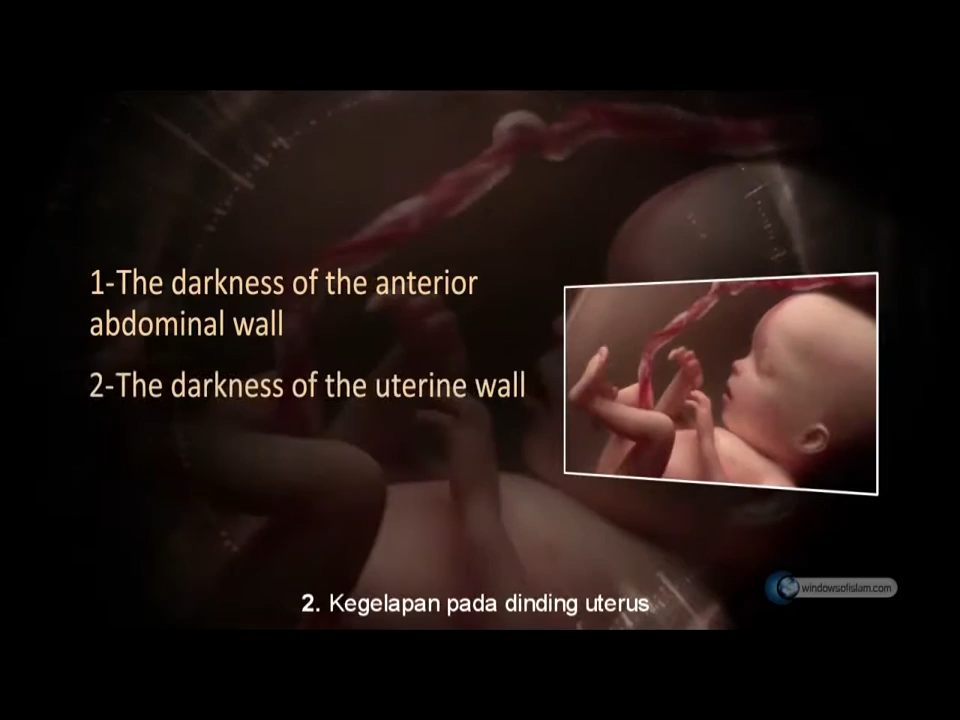 1-The darkness of the anterior
abdominal wall
2-The darkness of the uterine wall
windowsofislam.com
2. Kegelapan pada dinding uterus